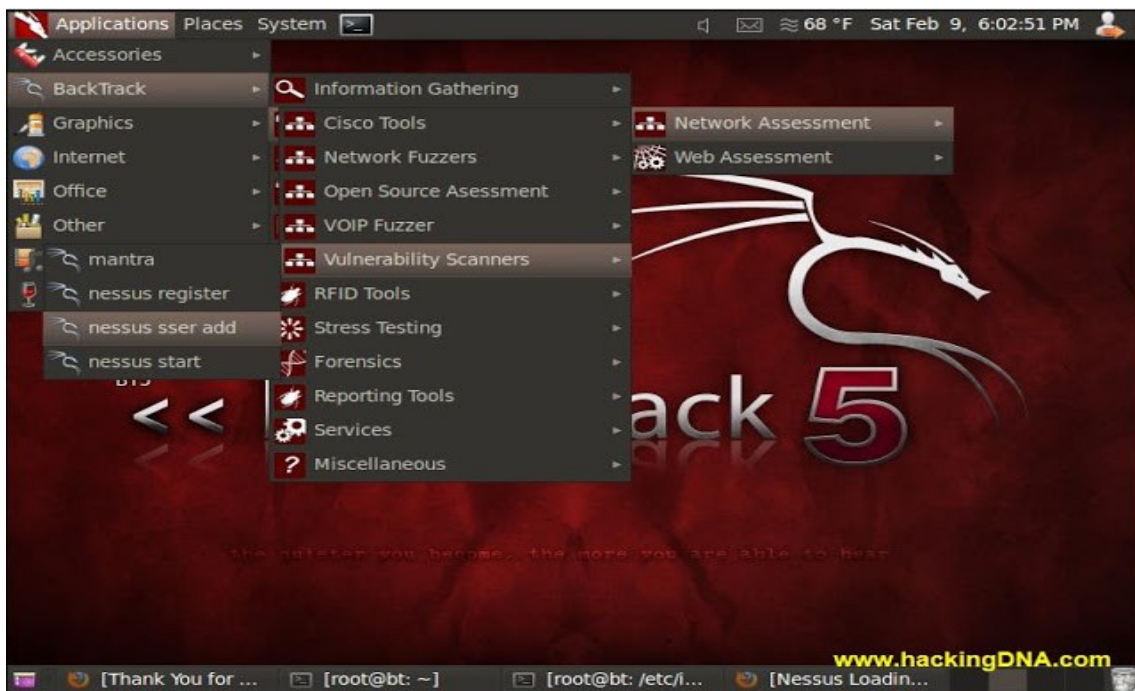 Applications Places System 68 °F Sat Feb 9, 6:02:51 PM
Accessories
BackTrack
Graphics
Internet
Office
Other
mantra
nessus register
nessus sser add
nessus start
Information Gathering
Cisco Tools
Network Fuzzers
Open Source Asessment
VOIP Fuzzer
Vulnerability Scanners
RFID Tools
Stress Testing
Forensics
Reporting Tools
Services
Miscellaneous
Network Assessment
Web Assessment
<< ack 5
the quieter you become, the more you are able to hear
www.hackingDNA.com
[Thank You for ... [root@bt: ~] [root@bt: /etc/i... [Nessus Loadin...